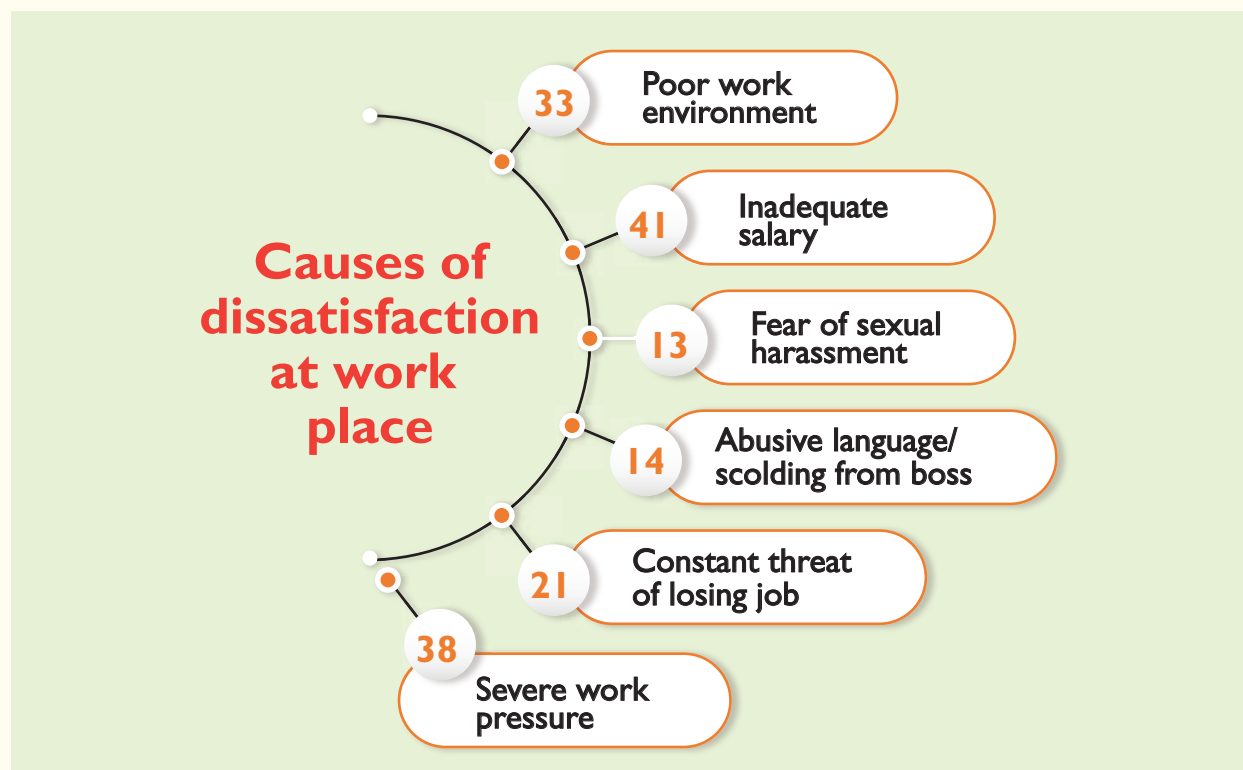 Causes of
dissatisfaction
at work
place
33
Poor work
environment
41
Inadequate
salary
13
Fear of sexual
harassment
14
Abusive language/
scolding from boss
21
Constant threat
of losing job
38
Severe work
pressure